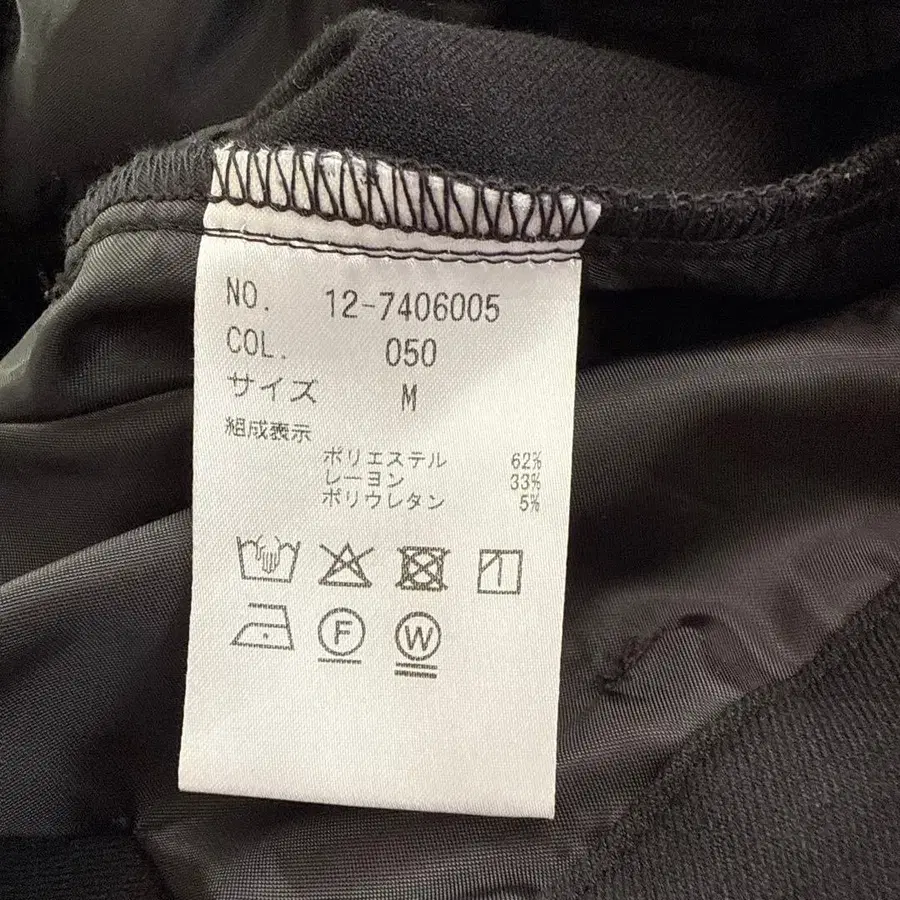 NO. 12-7406005
COL. 050
サイズ M
組成表示
ポリエステル 62%
レーヨン 33%
ポリウレタン 5%
F W